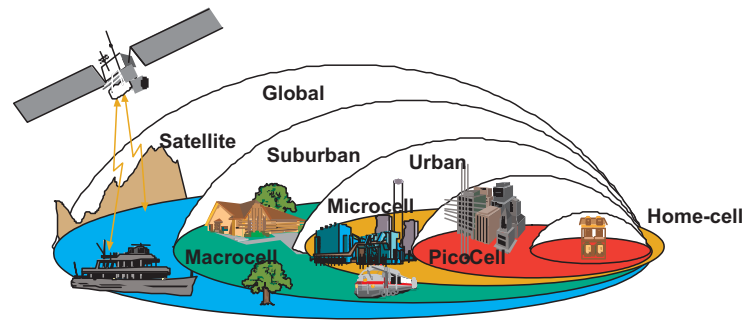 Global
Satellite
Suburban
Urban
Microcell
Home-cell
Macrocell
PicoCell